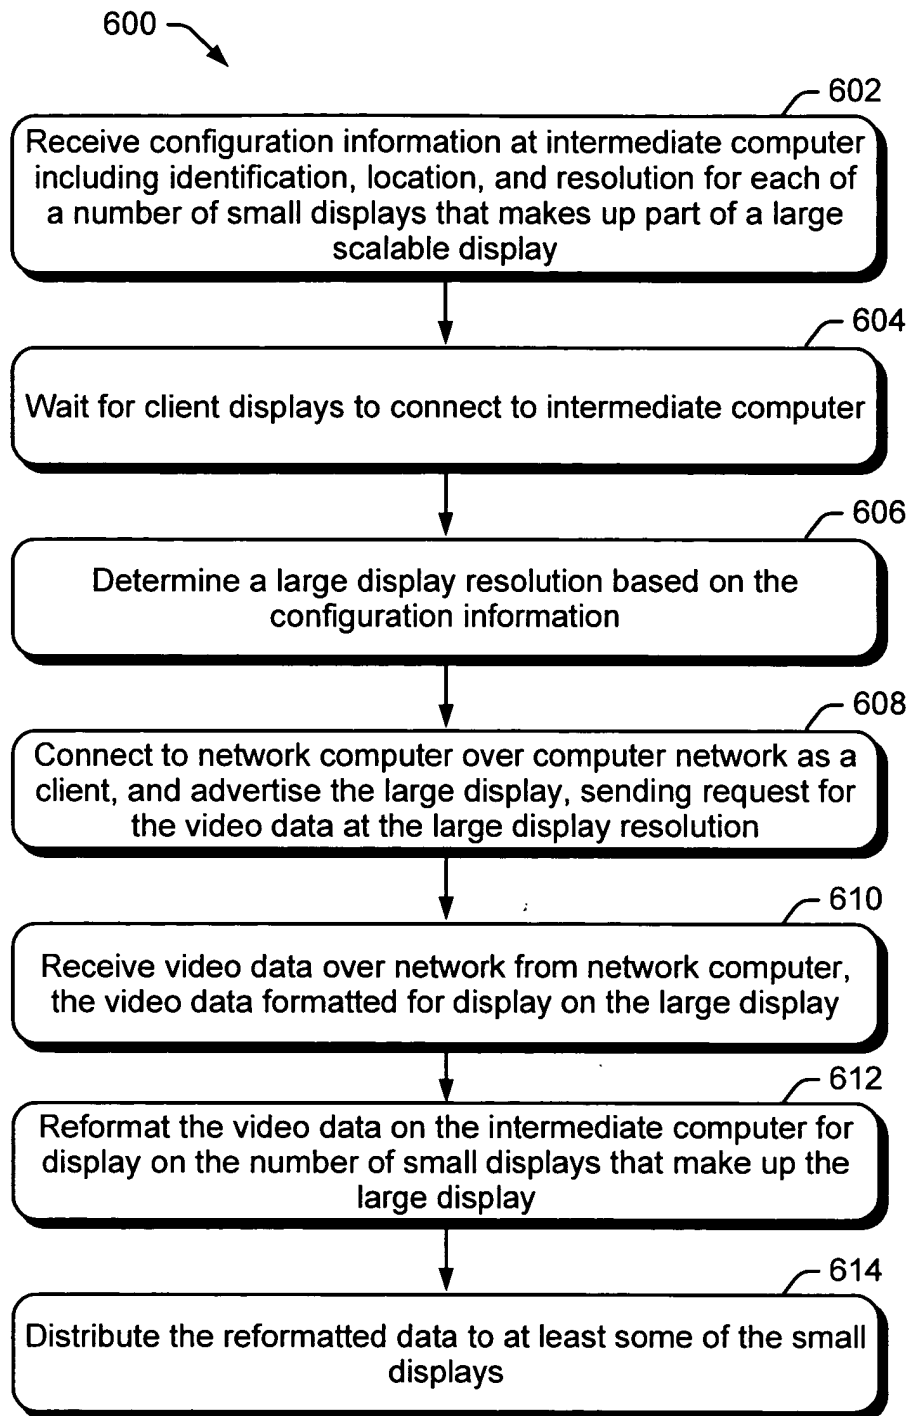 600
602
Receive configuration information at intermediate computer
including identification, location, and resolution for each of
a number of small displays that makes up part of a large
scalable display
604
Wait for client displays to connect to intermediate computer
606
Determine a large display resolution based on the
configuration information
608
Connect to network computer over computer network as a
client, and advertise the large display, sending request for
the video data at the large display resolution
610
Receive video data over network from network computer,
the video data formatted for display on the large display
612
Reformat the video data on the intermediate computer for
display on the number of small displays that make up the
large display
614
Distribute the reformatted data to at least some of the small
displays